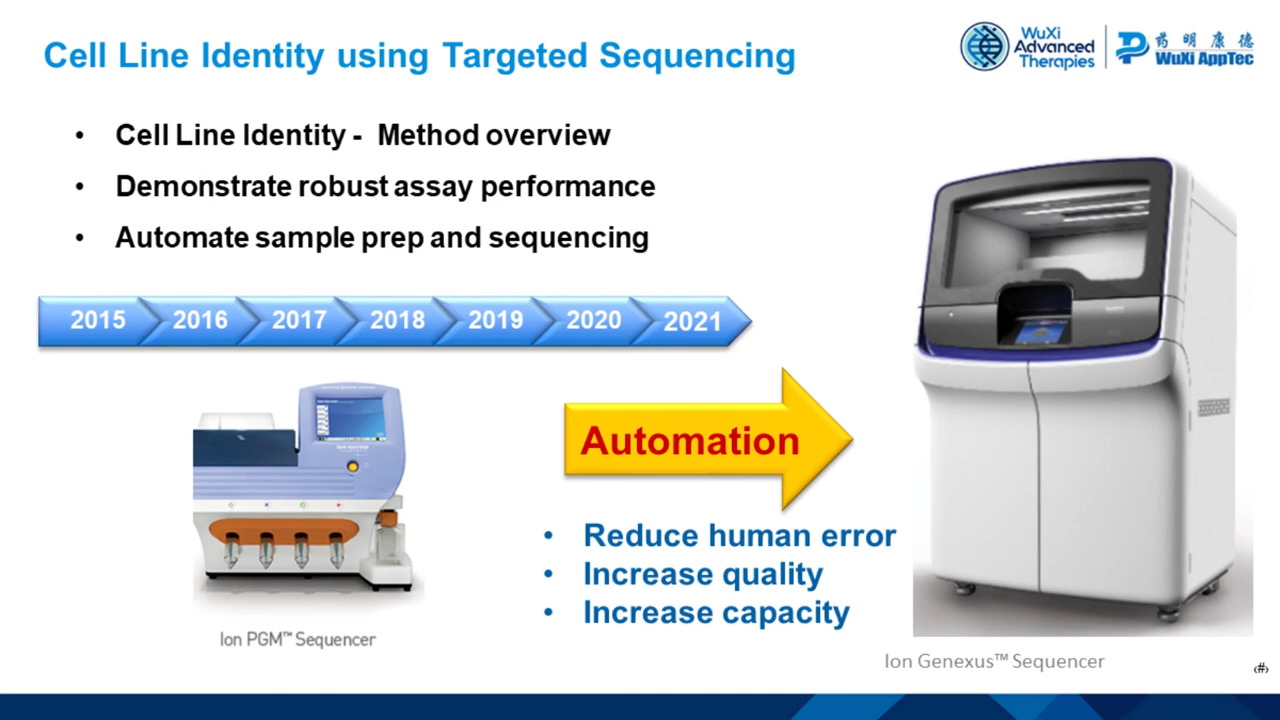 Cell Line Identity using Targeted Sequencing
WuXi
Advanced
Therapies
药明康德
WuXi AppTec
• Cell Line Identity - Method overview
• Demonstrate robust assay performance
• Automate sample prep and sequencing
2015 2016 2017 2018 2019 2020 2021
Automation
• Reduce human error
• Increase quality
• Increase capacity
Ion PGM™ Sequencer
Ion Genexus™ Sequencer
‹#›